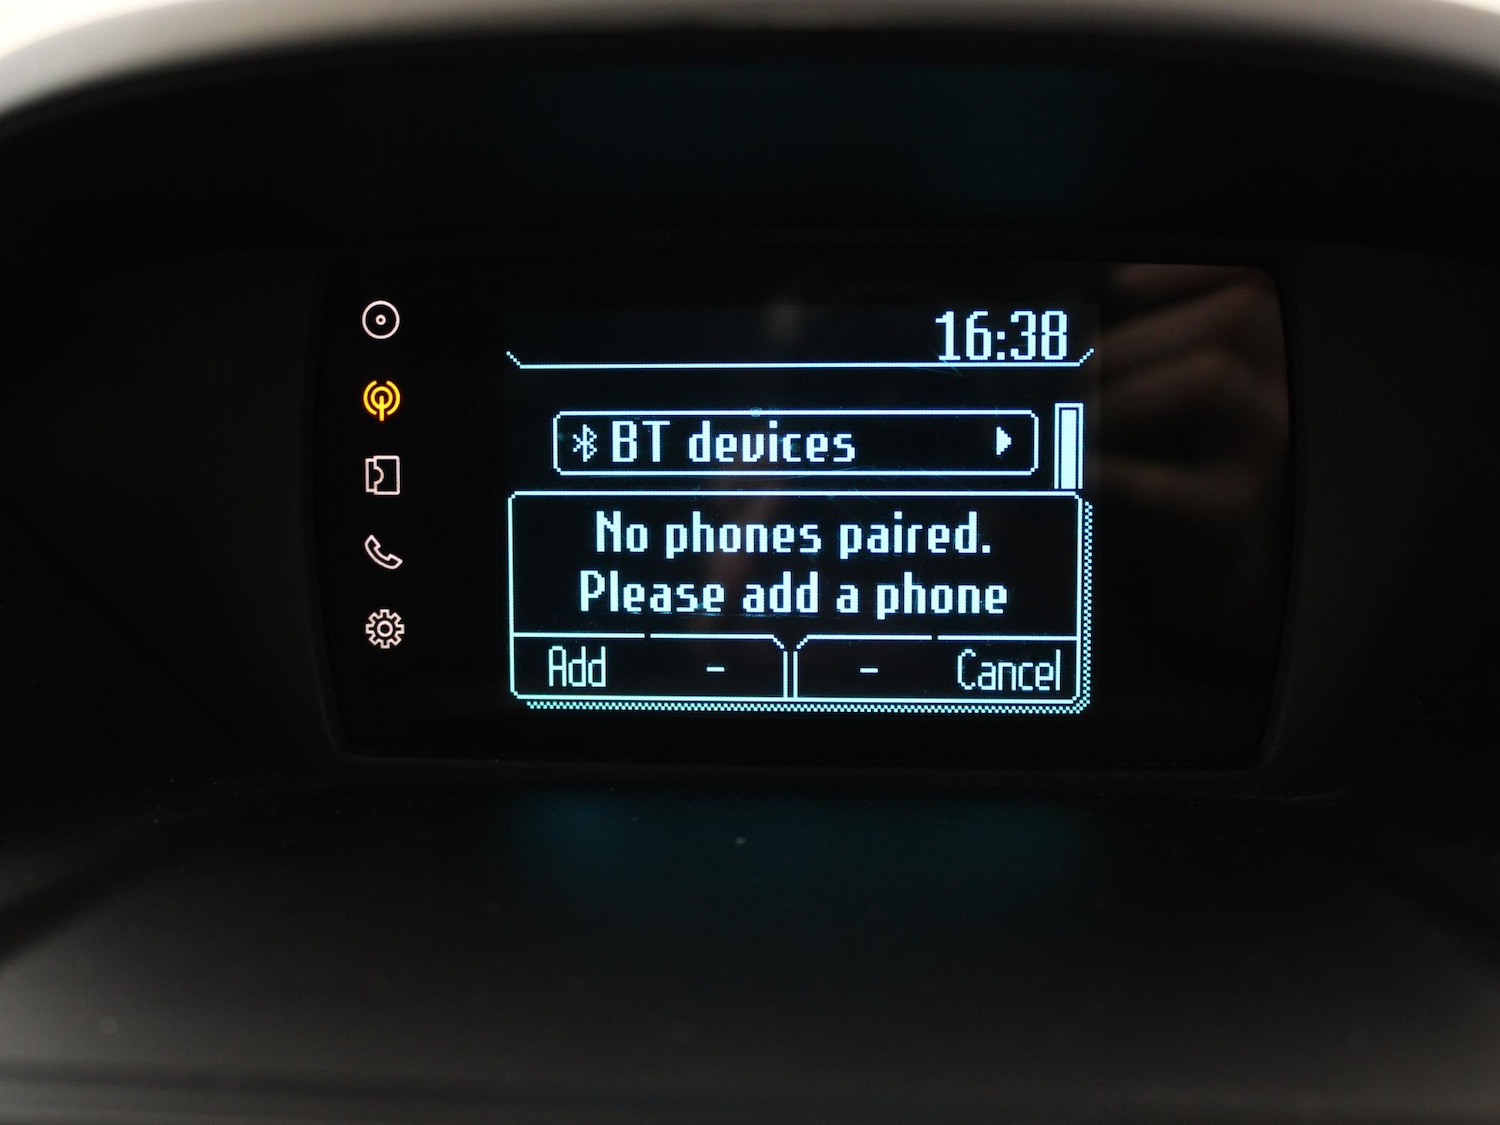 16:38
BT devices
No phones paired.
Please add a phone
Add - - Cancel